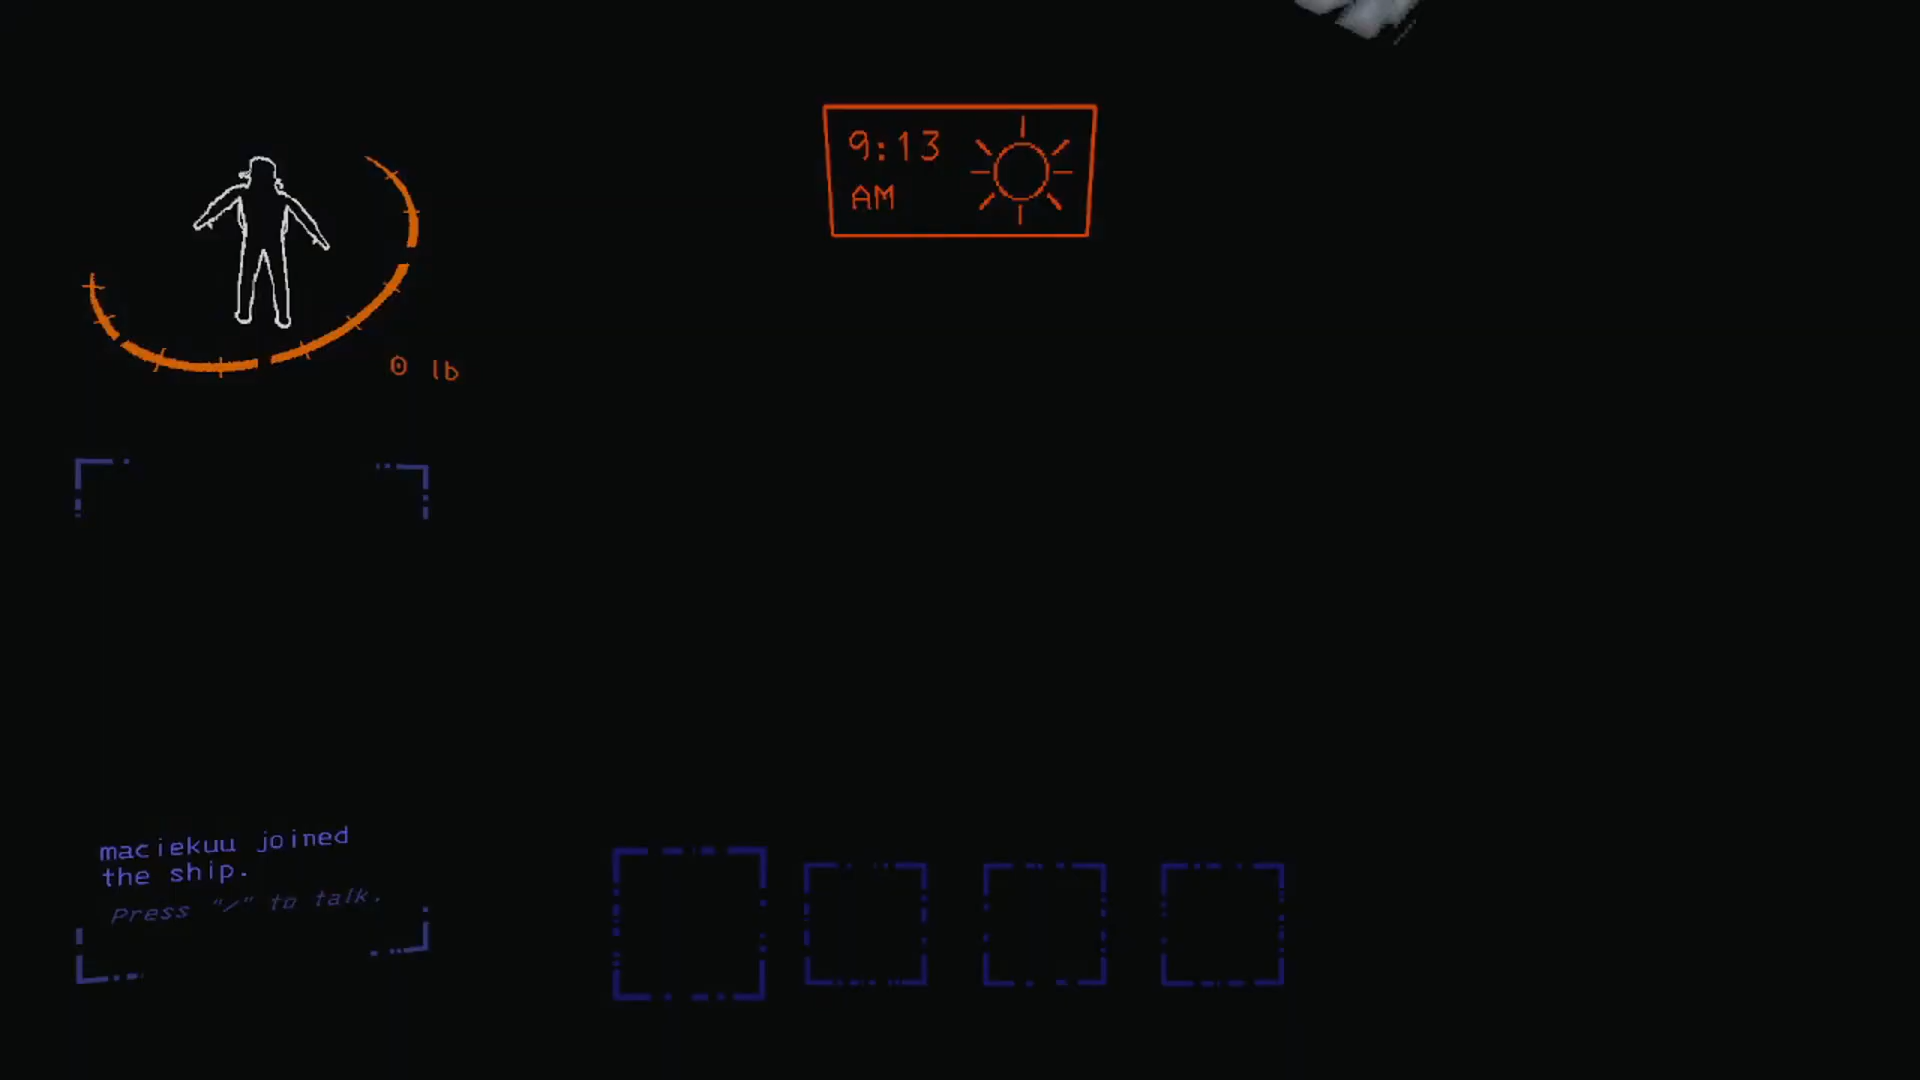 9:13
AM
0 lb
maciekuu joined
the ship.
Press "/" to talk.